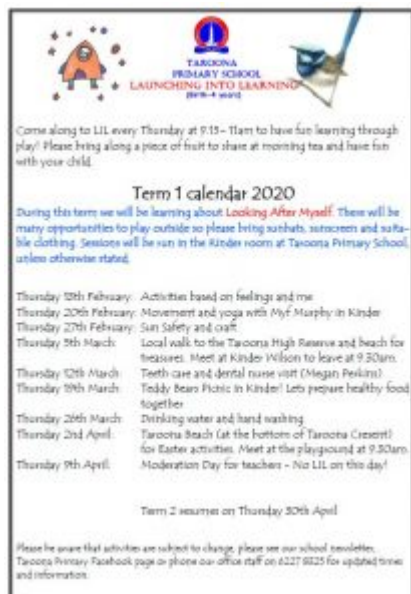 TAROONA
PRIMARY SCHOOL
LAUNCHING INTO LEARNING
(Birth-4 years)
Come along to LIL every Thursday at 9.15- 11am to have fun learning through
play! Please bring along a piece of fruit to share at morning tea and have fun
with your child.
Term 1 calendar 2020
During this term we will be learning about Looking After Myself. There will be
many opportunities to play outside so please bring sunhats, sunscreen and suita-
ble clothing. Sessions will be run in the Kinder room at Taroona Primary School,
unless otherwise stated.
Thursday 13th February: Activities based on feelings and me
Thursday 20th February: Movement and yoga with Myf Murphy in Kinder
Thursday 27th February: Sun Safety and craft
Thursday 5th March: Local walk to the Taroona High Reserve and beach for
treasures. Meet at Kinder Wilson to leave at 9.30am.
Thursday 12th March: Teeth care and dental nurse visit (Megan Perkins)
Thursday 19th March: Teddy Bears Picnic in Kinder! Lets prepare healthy food
together
Thursday 26th March: Drinking water and hand washing
Thursday 2nd April: Taroona Beach (at the bottom of Taroona Cresent)
for Easter activities. Meet at the playground at 9.30am.
Thursday 9th April: Moderation Day for teachers - No LIL on this day!
Term 2 resumes on Thursday 30th April
Please be aware that activities are subject to change, please see our school newsletter,
Taroona Primary Facebook page or phone our office staff on 6227 8325 for updated times
and information.